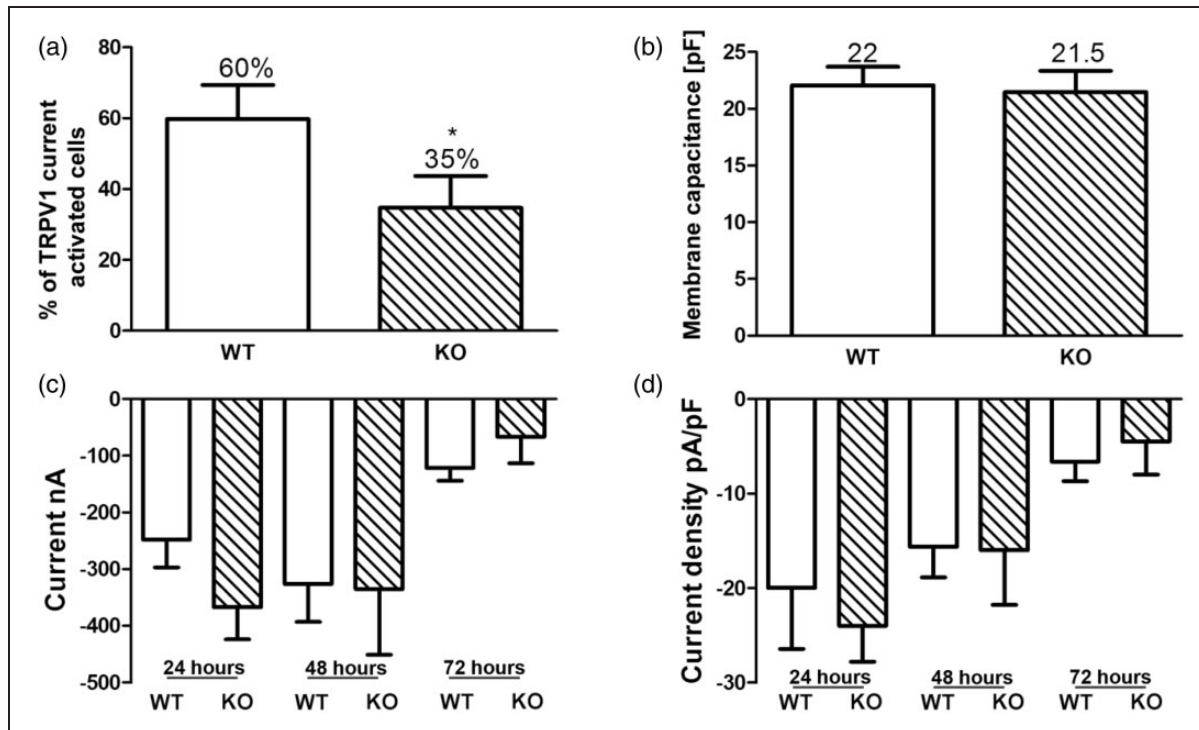 (a)
% of TRPV1 current
activated cells
80
60
40
20
0
60%
*
35%
WT KO
(b)
Membrane capacitance [pF]
25
20
15
10
5
0
22
21.5
WT KO
(c)
Current nA
0
-100
-200
-300
-400
-500
24 hours 48 hours 72 hours
WT KO WT KO WT KO
(d)
Current density pA/pF
0
-10
-20
-30
24 hours 48 hours 72 hours
WT KO WT KO WT KO